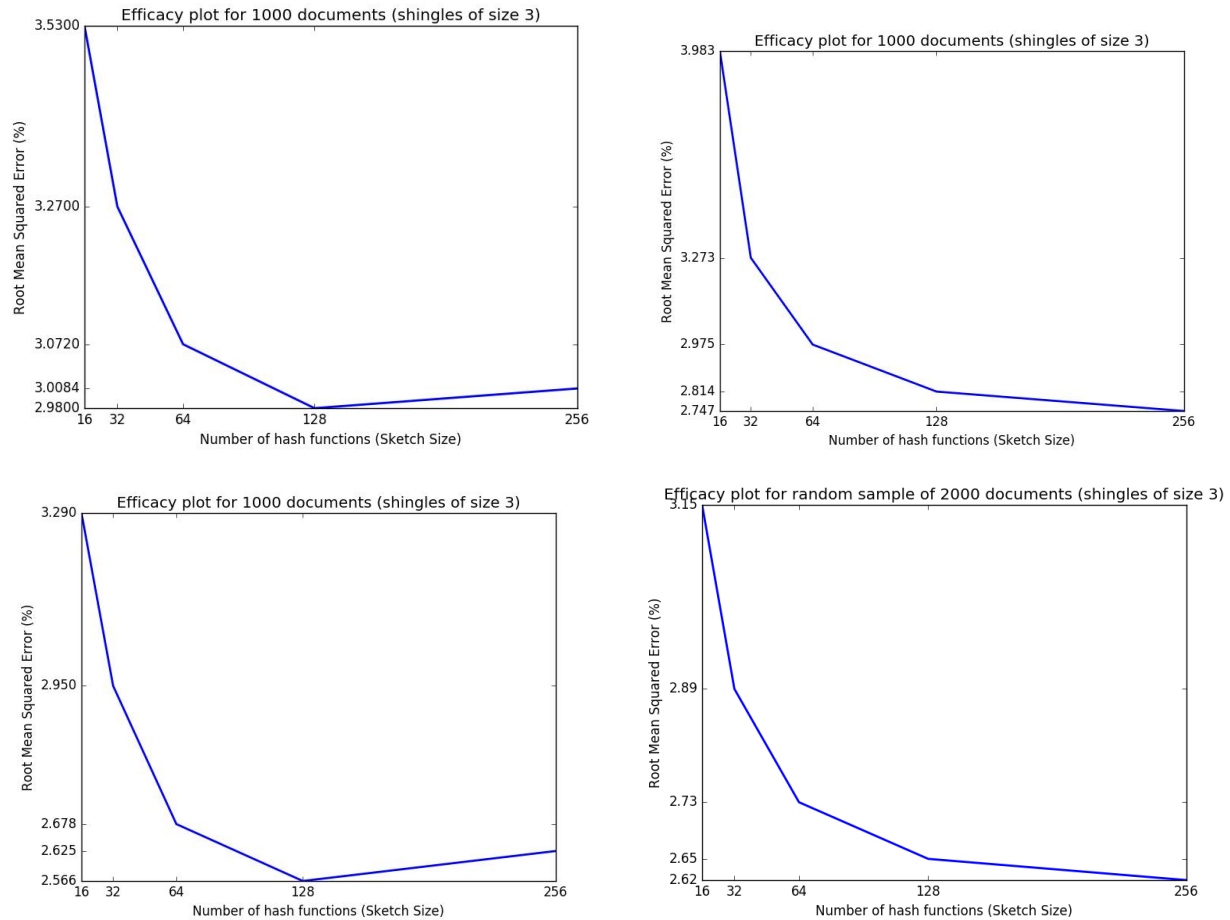 Efficacy plot for 1000 documents (shingles of size 3)
3.5300
3.2700
3.0720
3.0084
2.9800
Root Mean Squared Error (%)
16 32 64 128 256
Number of hash functions (Sketch Size)
Efficacy plot for 1000 documents (shingles of size 3)
3.983
3.273
2.975
2.814
2.747
Root Mean Squared Error (%)
16 32 64 128 256
Number of hash functions (Sketch Size)
Efficacy plot for 1000 documents (shingles of size 3)
3.290
2.950
2.678
2.625
2.566
Root Mean Squared Error (%)
16 32 64 128 256
Number of hash functions (Sketch Size)
Efficacy plot for random sample of 2000 documents (shingles of size 3)
3.15
2.89
2.73
2.65
2.62
Root Mean Squared Error (%)
16 32 64 128 256
Number of hash functions (Sketch Size)